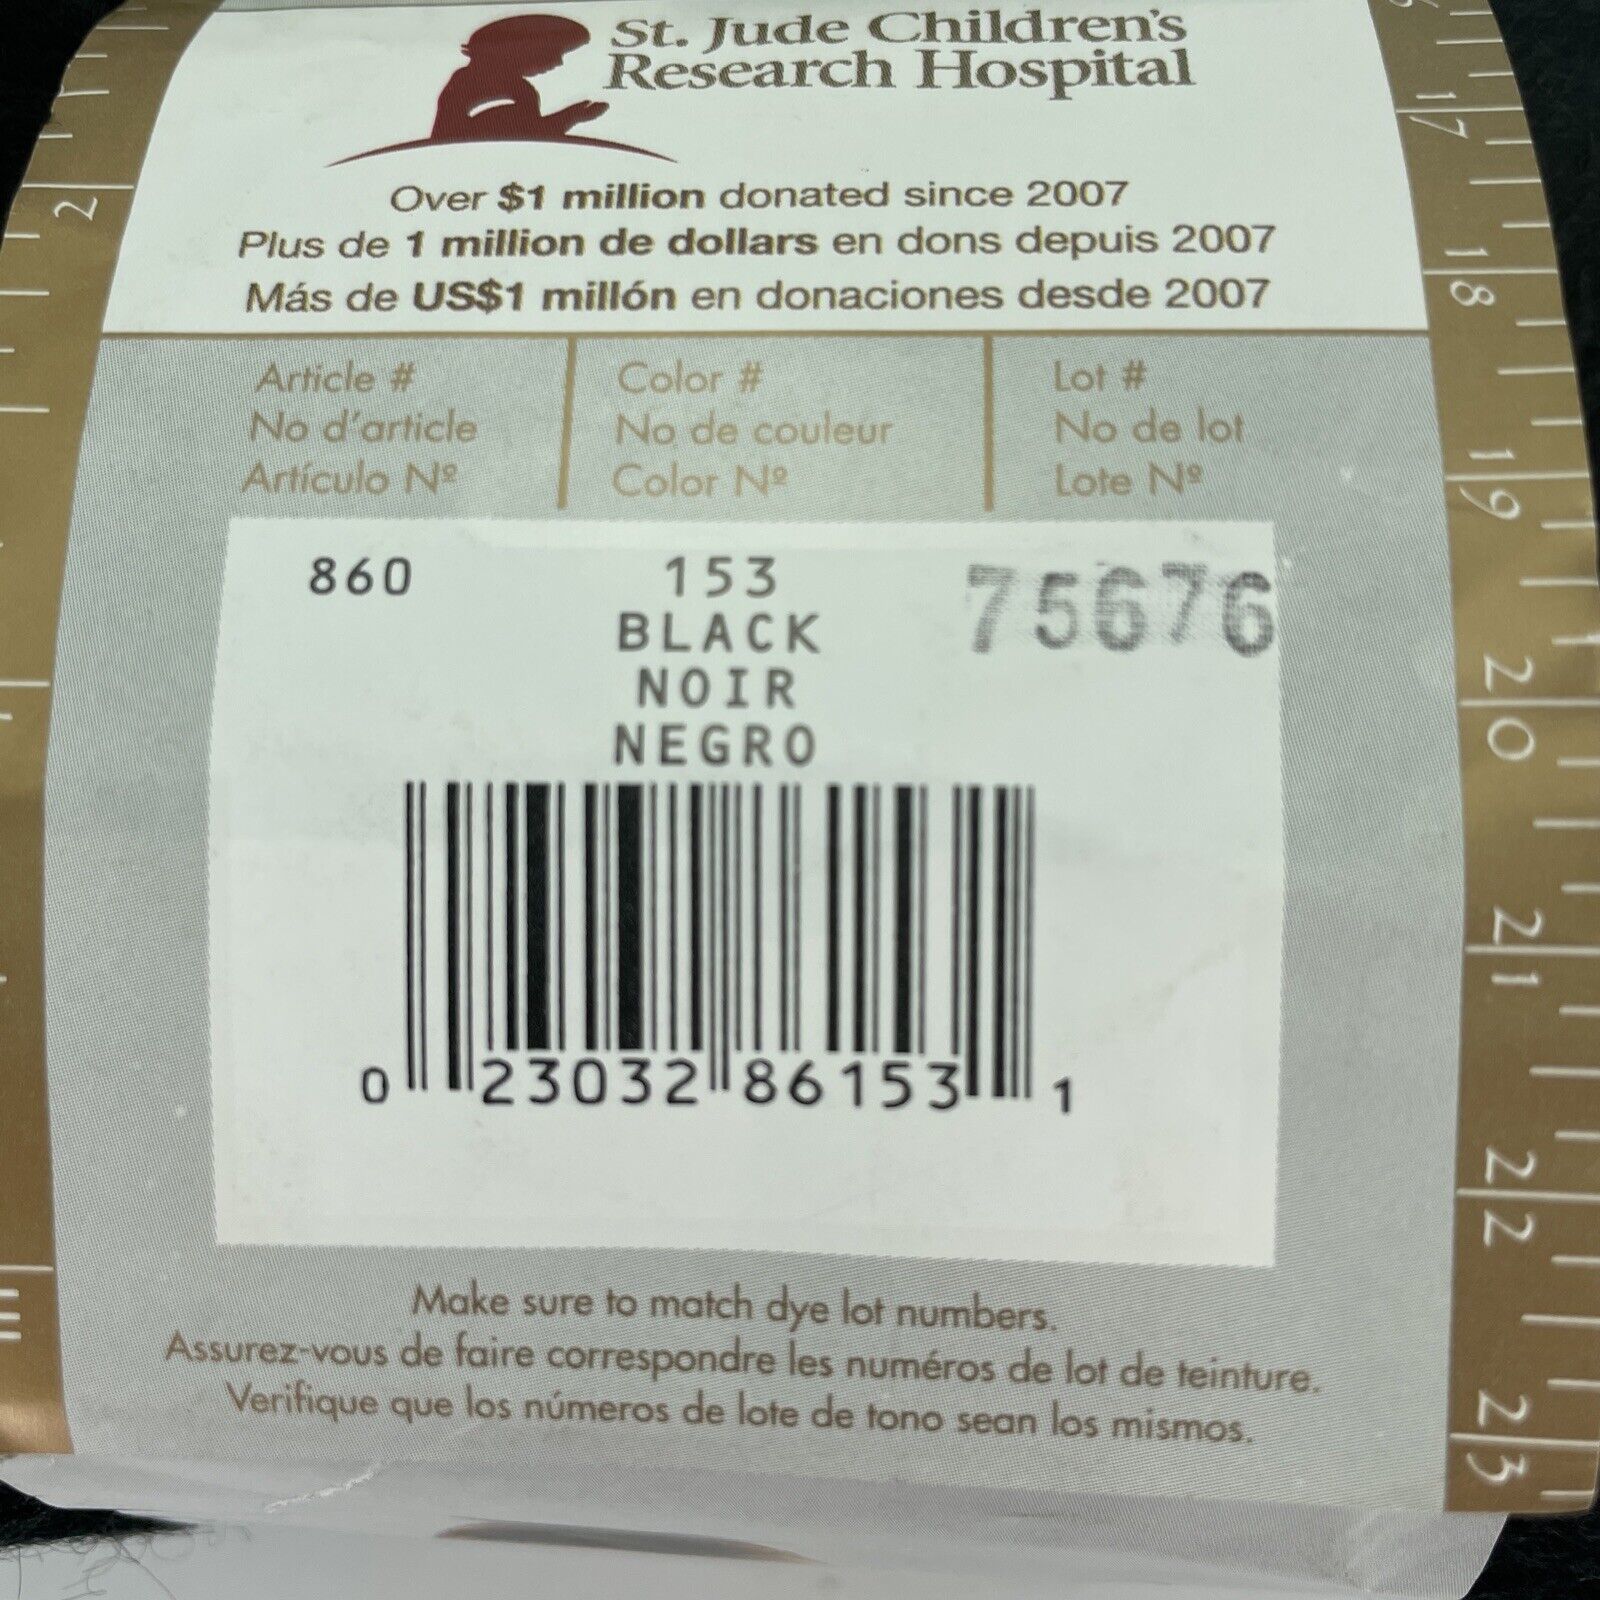 St. Jude Children's
Research Hospital
Over $1 million donated since 2007
Plus de 1 million de dollars en dons depuis 2007
Más de US$1 millón en donaciones desde 2007
Article #
No d'article
Artículo Nº
Color #
No de couleur
Color Nº
Lot #
No de lot
Lote Nº
860
153
BLACK
NOIR
NEGRO
75676
0 23032 86153 1
Make sure to match dye lot numbers.
Assurez-vous de faire correspondre les numéros de lot de teinture.
Verifique que los números de lote de tono sean los mismos.
2
17
18
19
20
21
22
23